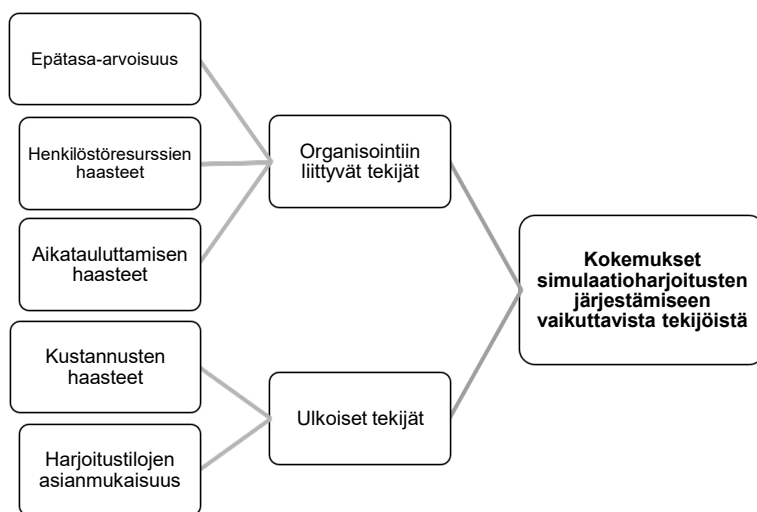 Epätasa-arvoisuus
Henkilöstöresurssien
haasteet
Aikatauluttamisen
haasteet
Kustannusten
haasteet
Harjoitustilojen
asianmukaisuus
Organisointiin
liittyvät tekijät
Ulkoiset tekijät
Kokemukset
simulaatioharjoitusten
järjestämiseen
vaikuttavista tekijöistä